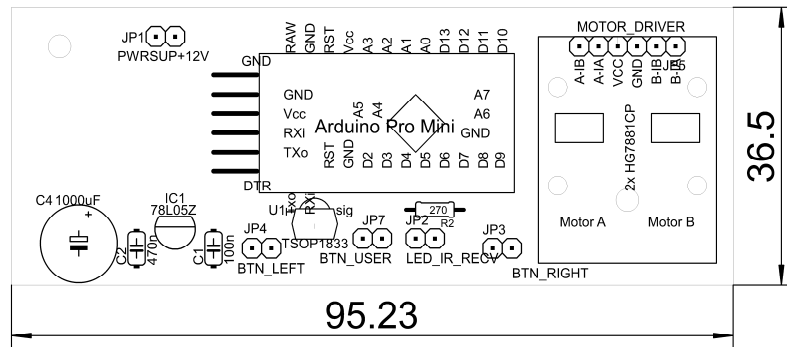 JP1
PWRSUP+12V
RAW
GND
RST
Vcc
A3
A2
A1
A0
D13
D12
D11
D10
MOTOR_DRIVER
A-IB
A-IA
VCC
GND
B-IB
B-IA
JP5
GND
GND
Vcc
RXI
TXo
DTR
A5
A4
A7
A6
GND
Arduino Pro Mini
RST
GND
D2
D3
D4
D5
D6
D7
D8
D9
2x HG7881CP
Motor A
Motor B
C4
1000uF
+
IC1
78L05Z
C2
470n
C1
100n
U1
TXo
RXi
sig
TSOP1833
JP4
BTN_LEFT
JP7
BTN_USER
270
R2
JP2
LED_IR_RECV
JP3
BTN_RIGHT
36.5
95.23